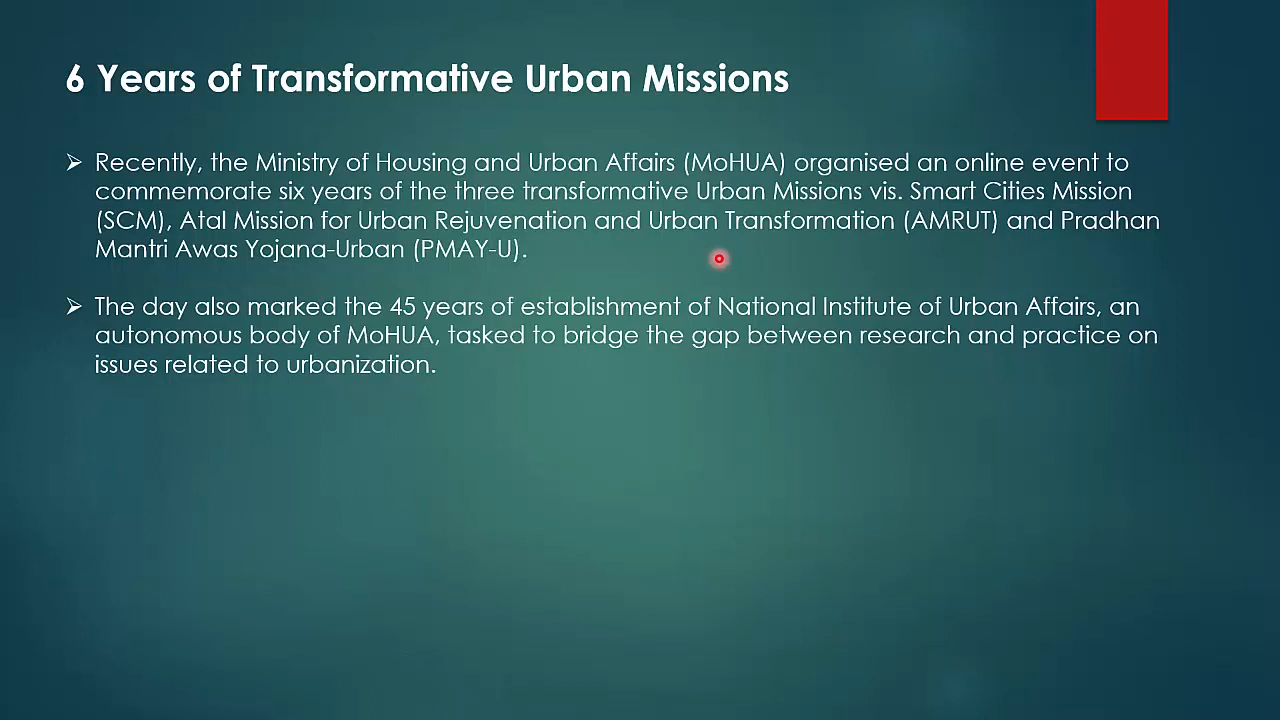 6 Years of Transformative Urban Missions
Recently, the Ministry of Housing and Urban Affairs (MoHUA) organised an online event to
commemorate six years of the three transformative Urban Missions vis. Smart Cities Mission
(SCM), Atal Mission for Urban Rejuvenation and Urban Transformation (AMRUT) and Pradhan
Mantri Awas Yojana-Urban (PMAY-U).
The day also marked the 45 years of establishment of National Institute of Urban Affairs, an
autonomous body of MoHUA, tasked to bridge the gap between research and practice on
issues related to urbanization.